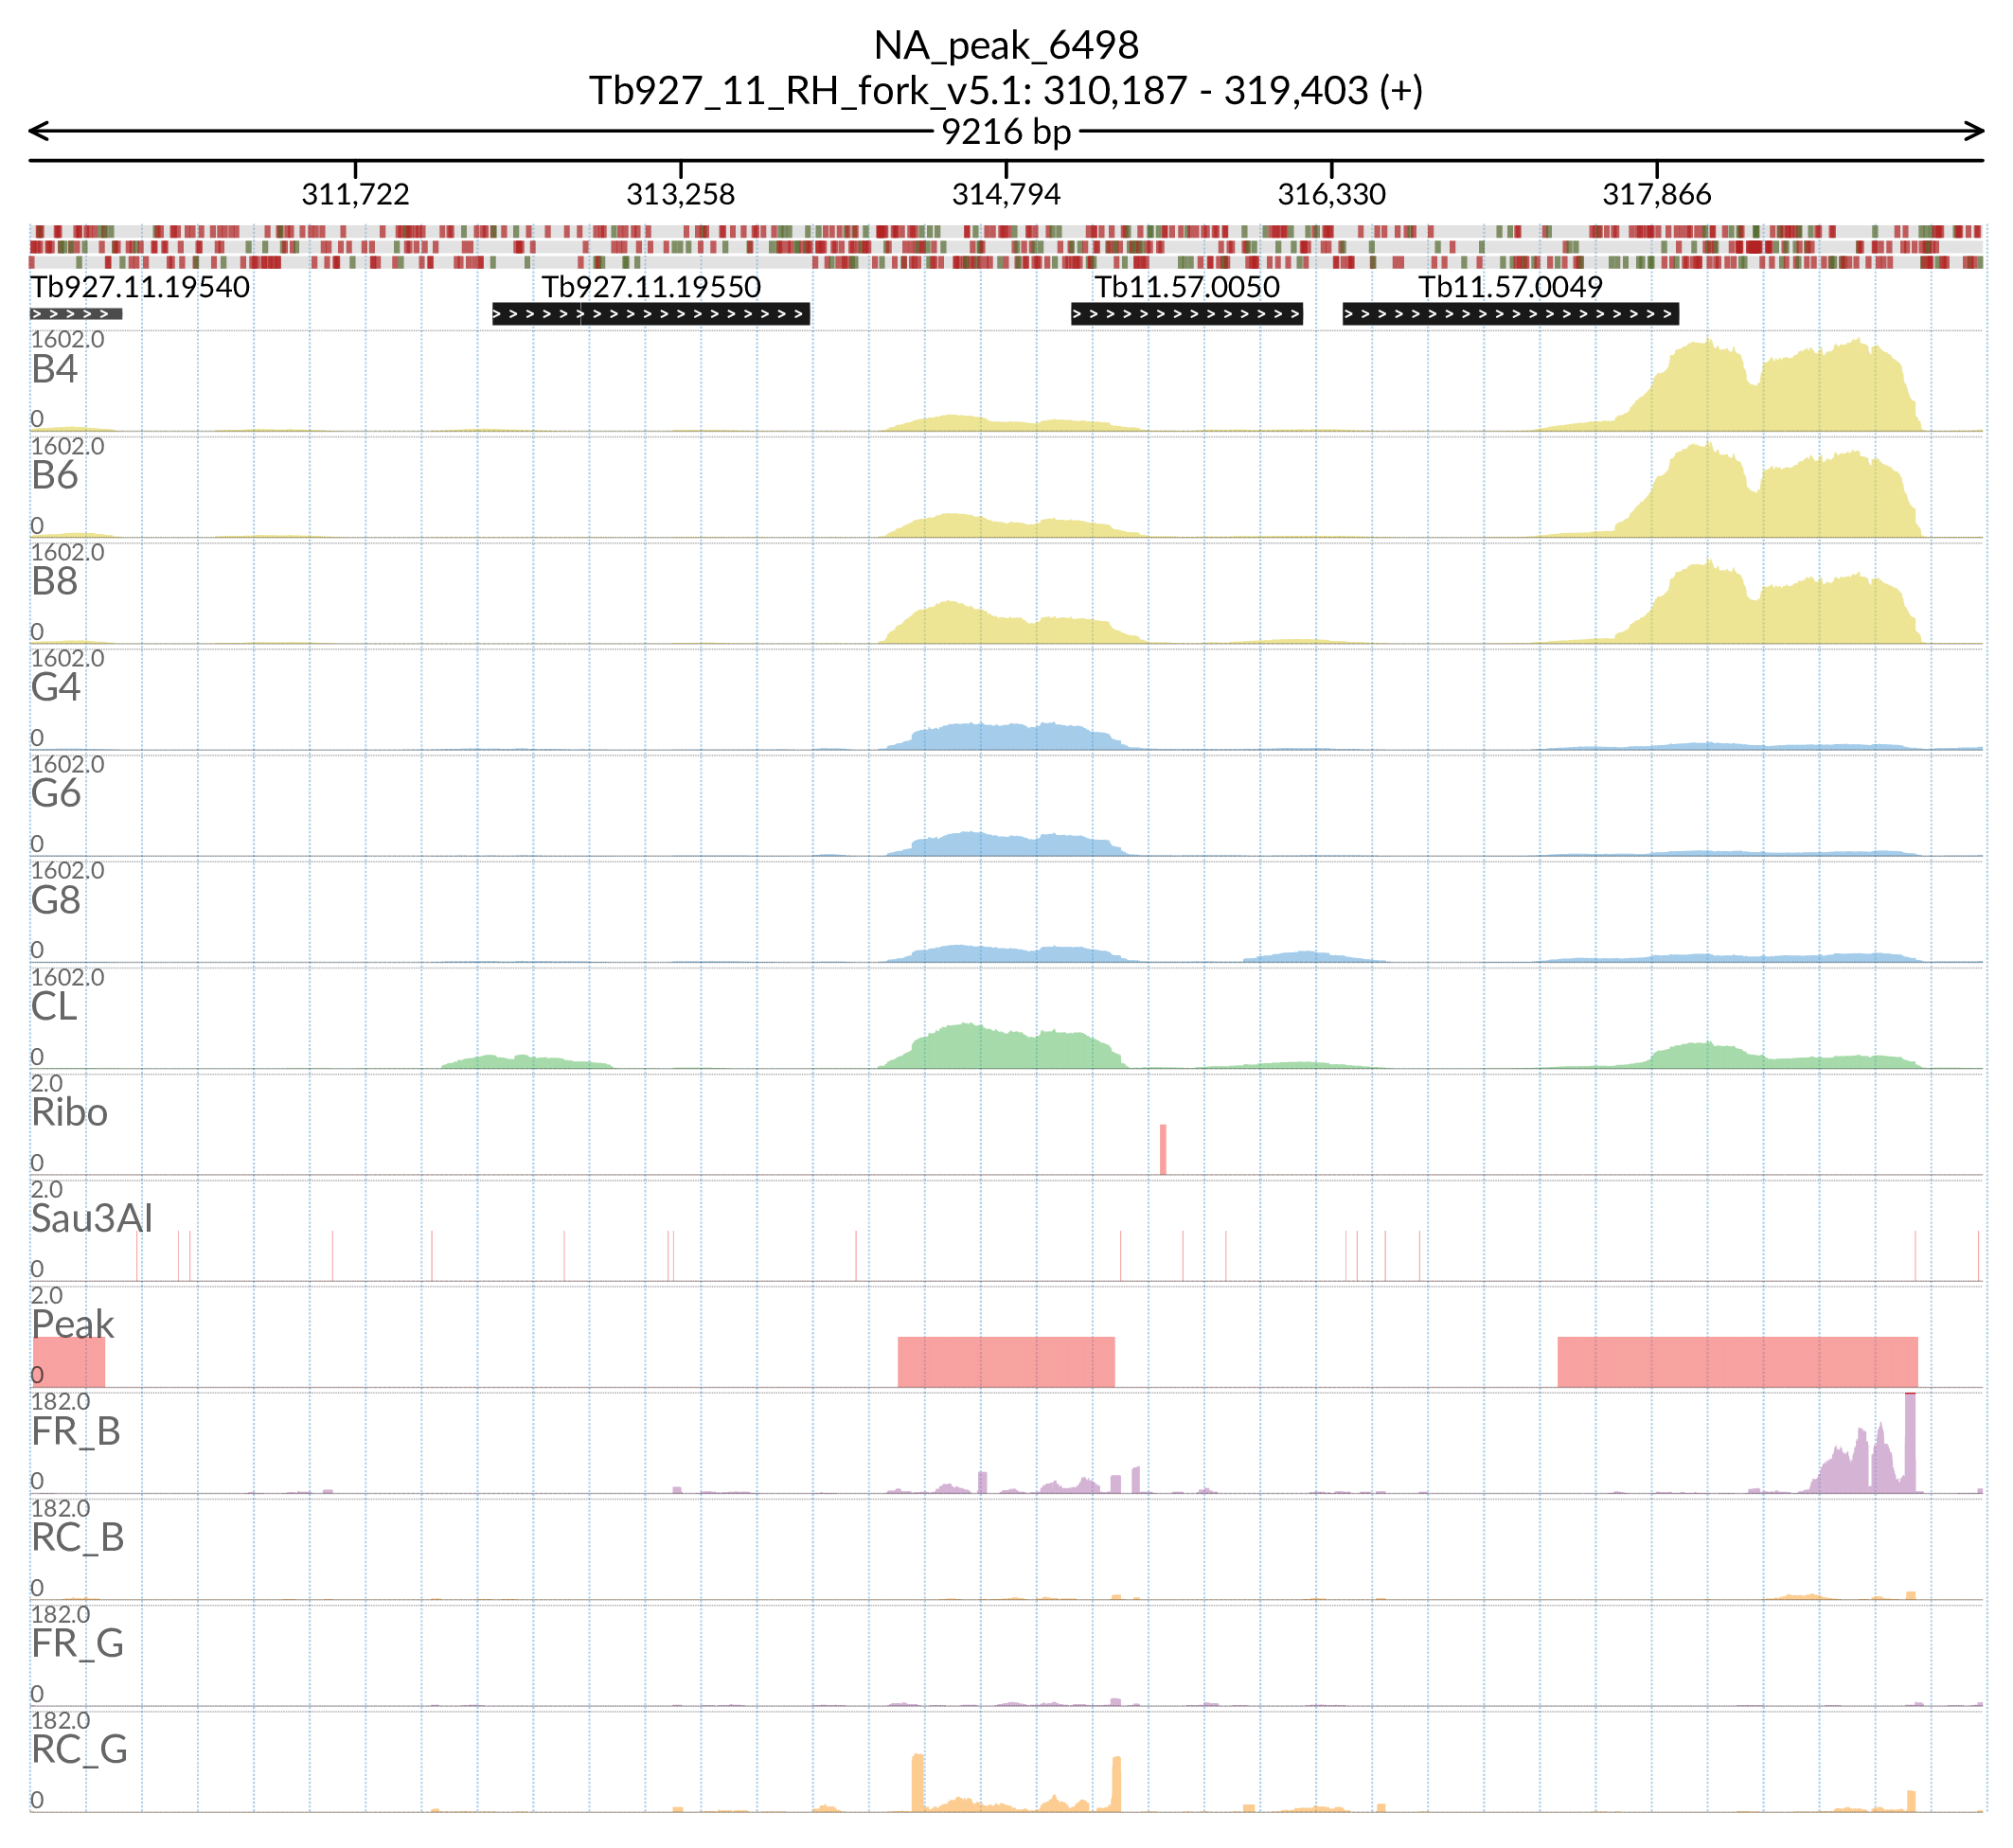 NA_peak_6498
Tb927_11_RH_fork_v5.1: 310,187 - 319,403 (+)
9216 bp
311,722 313,258 314,794 316,330 317,866
Tb927.11.19540 Tb927.11.19550 Tb11.57.0050 Tb11.57.0049
1602.0
B4
0
1602.0
B6
0
1602.0
B8
0
1602.0
G4
0
1602.0
G6
0
1602.0
G8
0
1602.0
CL
0
2.0
Ribo
0
2.0
Sau3AI
0
2.0
Peak
0
182.0
FR_B
0
182.0
RC_B
0
182.0
FR_G
0
182.0
RC_G
0